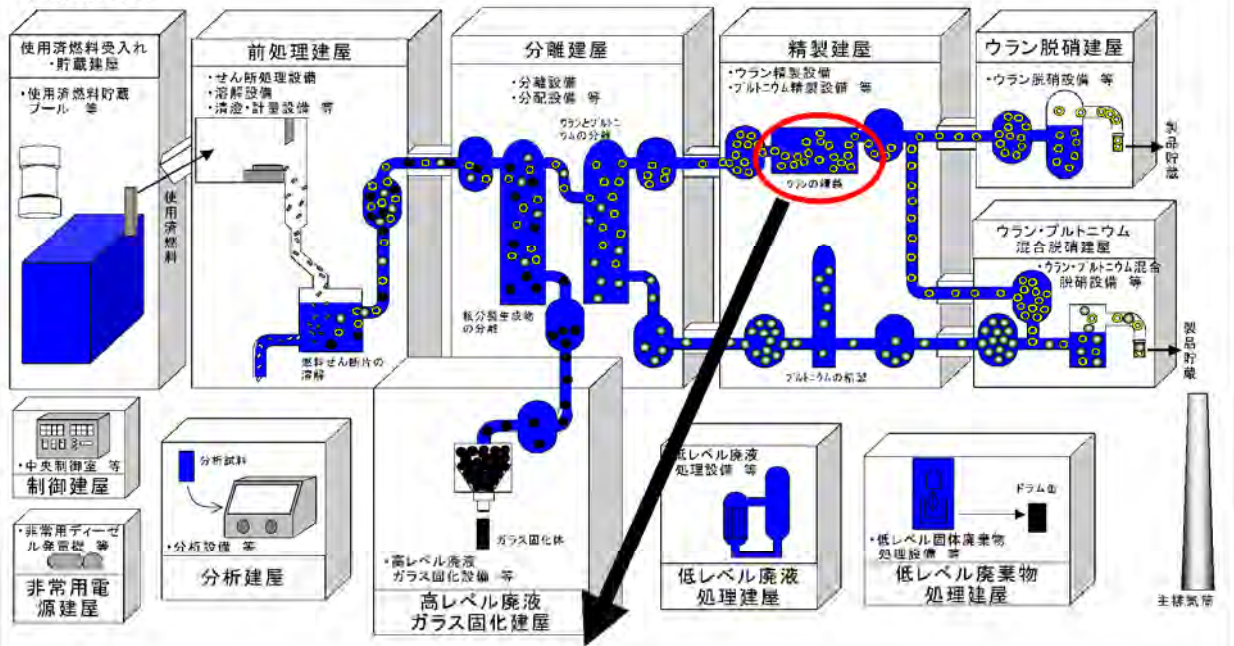 使用済燃料受入れ
・貯蔵建屋
・使用済燃料貯蔵
プール 等
使用済燃料
前処理建屋
・せん断処理設備
・溶解設備
・清澄・計量設備 等
燃料せん断片の
溶解
分離建屋
・分離設備
・分配設備 等
ウランとプルトニ
ウムの分離
核分裂生成物
の分離
精製建屋
・ウラン精製設備
・プルトニウム精製設備 等
ウランの精製
プルトニウムの精製
ウラン脱硝建屋
・ウラン脱硝設備 等
製品貯蔵
ウラン・プルトニウム
混合脱硝建屋
・ウラン・プルトニウム混合
脱硝設備 等
製品貯蔵
・中央制御室 等
制御建屋
・非常用ディーゼ
ル発電機 等
非常用電
源建屋
分析試料
・分析設備 等
分析建屋
ガラス固化体
・高レベル廃液
ガラス固化設備 等
高レベル廃液
ガラス固化建屋
低レベル廃液
処理設備 等
低レベル廃液
処理建屋
ドラム缶
・低レベル固体廃棄物
処理設備 等
低レベル廃棄物
処理建屋
主排気筒